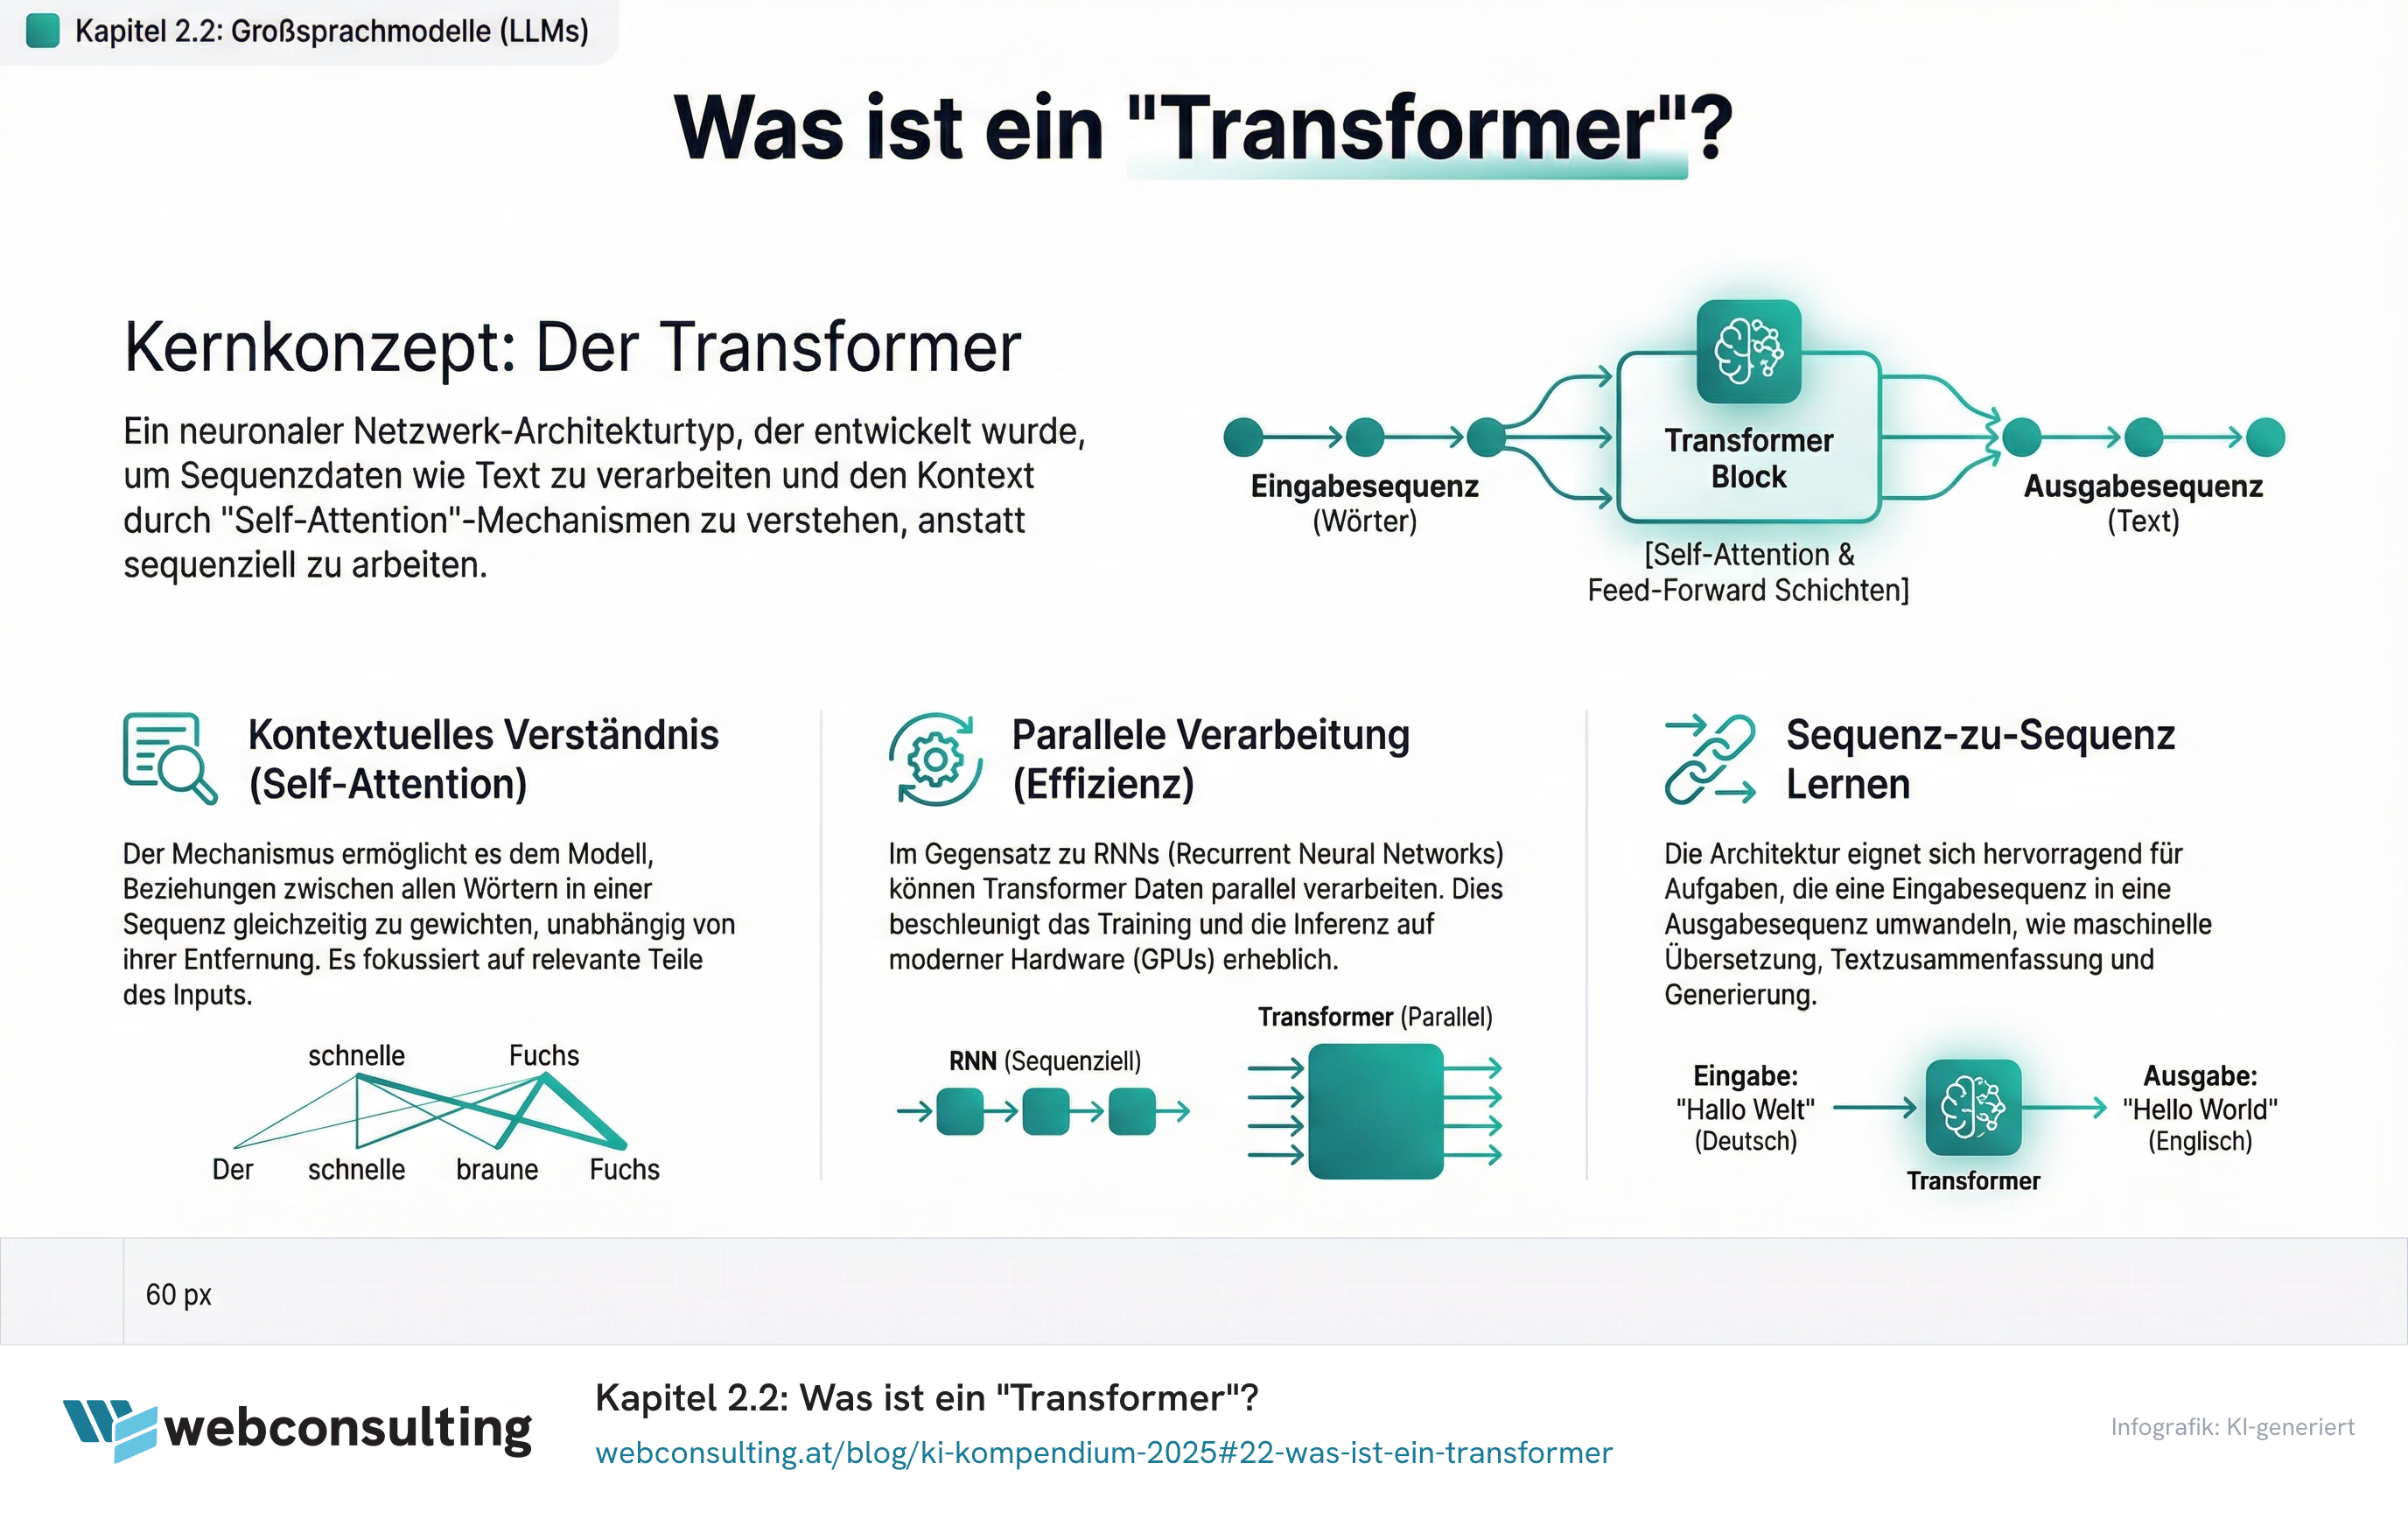 Kapitel 2.2: Großsprachmodelle (LLMs)
Was ist ein "Transformer"?
Kernkonzept: Der Transformer
Ein neuronaler Netzwerk-Architekturtyp, der entwickelt wurde,
um Sequenzdaten wie Text zu verarbeiten und den Kontext
durch "Self-Attention"-Mechanismen zu verstehen, anstatt
sequenziell zu arbeiten.
Eingabesequenz
(Wörter)
Transformer
Block
[Self-Attention &
Feed-Forward Schichten]
Ausgabesequenz
(Text)
Kontextuelles Verständnis
(Self-Attention)
Der Mechanismus ermöglicht es dem Modell,
Beziehungen zwischen allen Wörtern in einer
Sequenz gleichzeitig zu gewichten, unabhängig von
ihrer Entfernung. Es fokussiert auf relevante Teile
des Inputs.
schnelle Fuchs
Der schnelle braune Fuchs
Parallele Verarbeitung
(Effizienz)
Im Gegensatz zu RNNs (Recurrent Neural Networks)
können Transformer Daten parallel verarbeiten. Dies
beschleunigt das Training und die Inferenz auf
moderner Hardware (GPUs) erheblich.
RNN (Sequenziell)
Transformer (Parallel)
Sequenz-zu-Sequenz
Lernen
Die Architektur eignet sich hervorragend für
Aufgaben, die eine Eingabesequenz in eine
Ausgabesequenz umwandeln, wie maschinelle
Übersetzung, Textzusammenfassung und
Generierung.
Eingabe:
"Hallo Welt"
(Deutsch)
Transformer
Ausgabe:
"Hello World"
(Englisch)
60 px
webconsulting
Kapitel 2.2: Was ist ein "Transformer"?
webconsulting.at/blog/ki-kompendium-2025#22-was-ist-ein-transformer
Infografik: KI-generiert